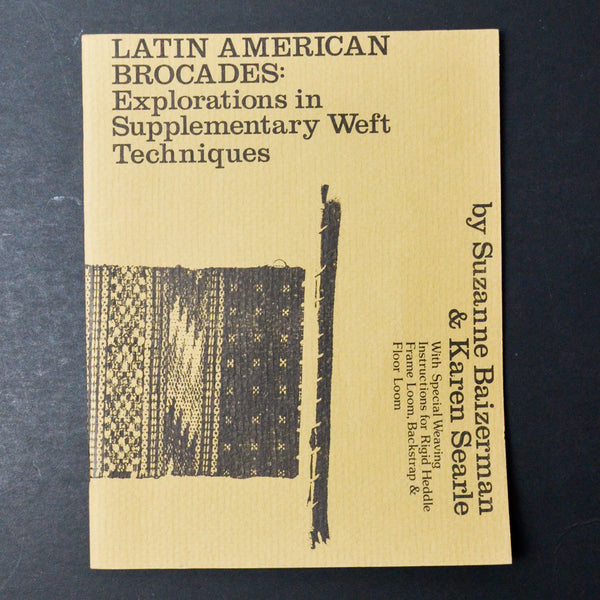 LATIN AMERICAN
BROCADES:
Explorations in
Supplementary Weft
Techniques
by Suzanne Baizerman
& Karen Searle
With Special Weaving
Instructions for Rigid Heddle
Frame Loom, Backstrap &
Floor Loom